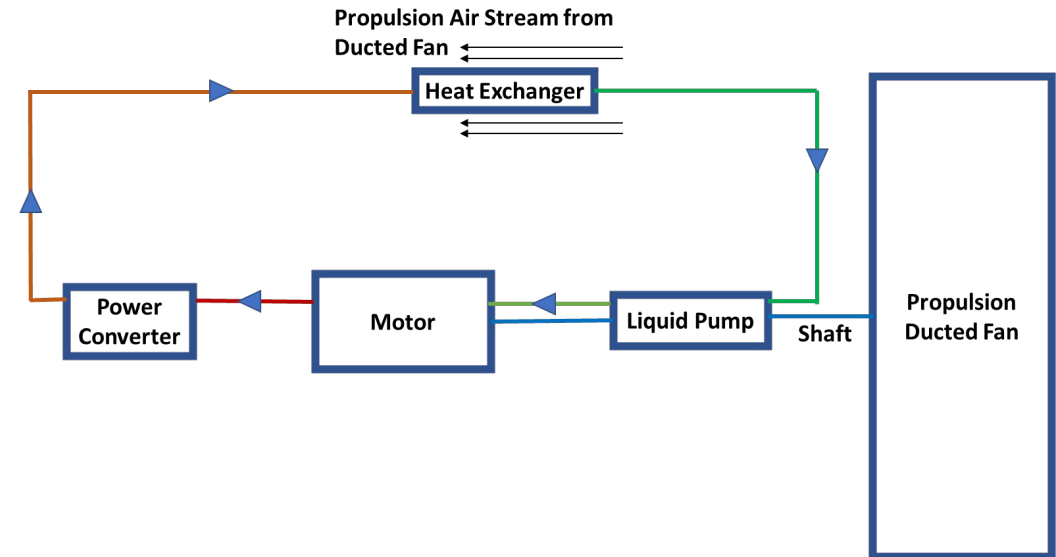 Propulsion Air Stream from
Ducted Fan
Heat Exchanger
Power
Converter
Motor
Liquid Pump
Shaft
Propulsion
Ducted Fan